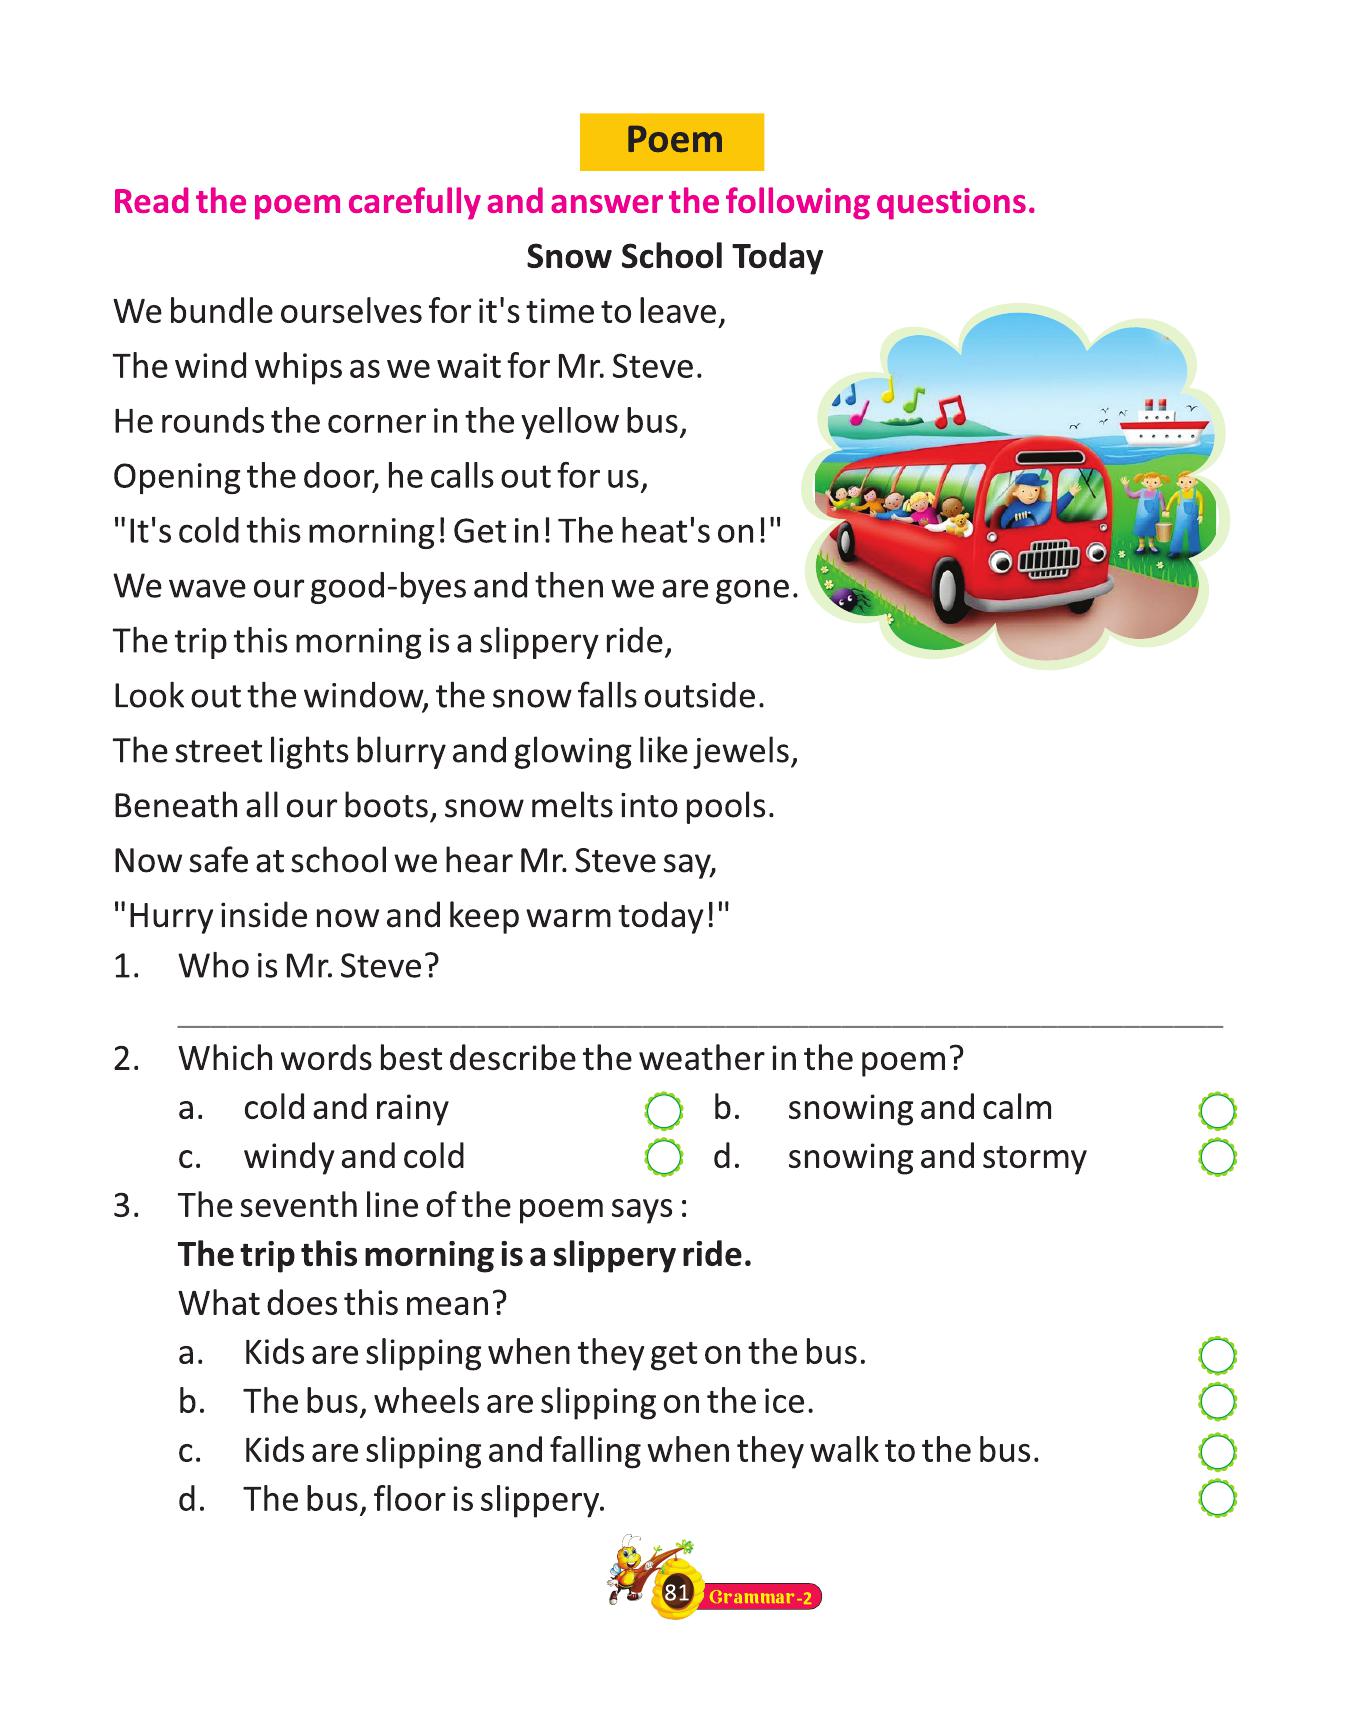 Poem
Read the poem carefully and answer the following questions.
Snow School Today
We bundle ourselves for it's time to leave,
The wind whips as we wait for Mr. Steve.
He rounds the corner in the yellow bus,
Opening the door, he calls out for us,
"It's cold this morning! Get in! The heat's on!"
We wave our good-byes and then we are gone.
The trip this morning is a slippery ride,
Look out the window, the snow falls outside.
The street lights blurry and glowing like jewels,
Beneath all our boots, snow melts into pools.
Now safe at school we hear Mr. Steve say,
"Hurry inside now and keep warm today!"
1. Who is Mr. Steve?
2. Which words best describe the weather in the poem?
a. cold and rainy b. snowing and calm
c. windy and cold d. snowing and stormy
3. The seventh line of the poem says :
The trip this morning is a slippery ride.
What does this mean?
a. Kids are slipping when they get on the bus.
b. The bus, wheels are slipping on the ice.
c. Kids are slipping and falling when they walk to the bus.
d. The bus, floor is slippery.
81 Grammar-2